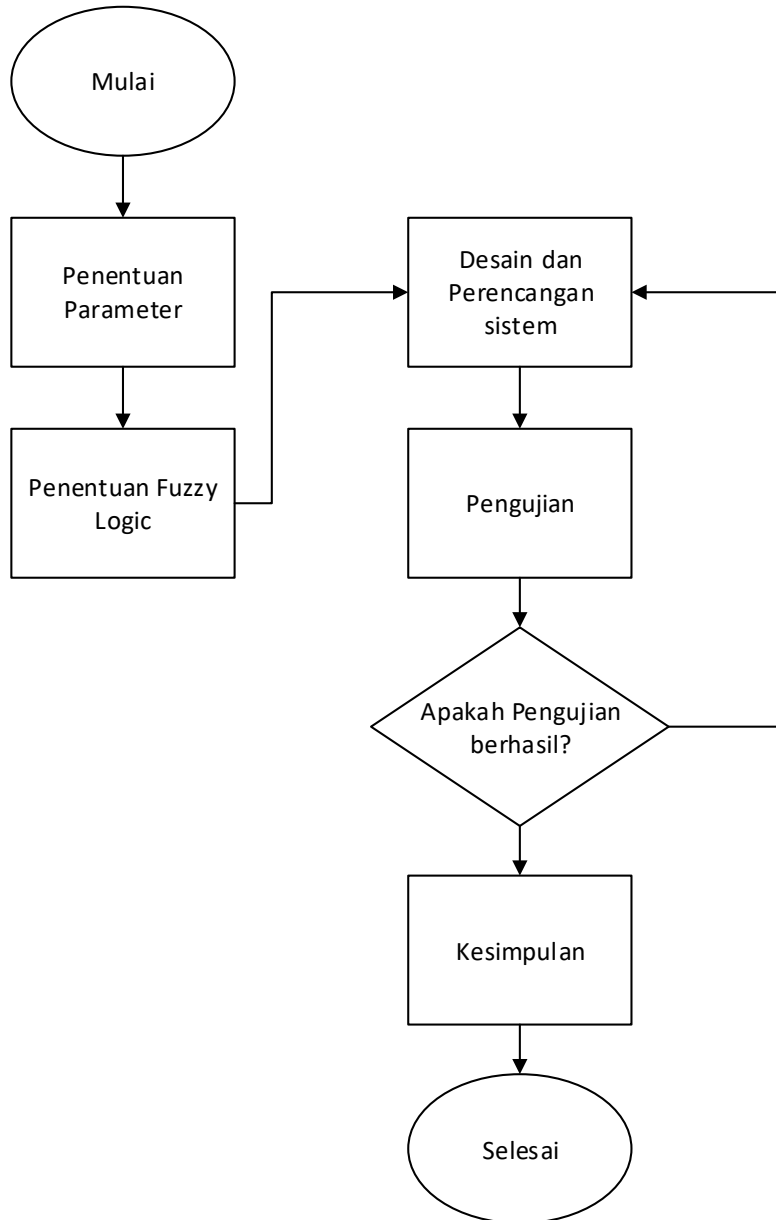 Mulai
Penentuan
Parameter
Penentuan Fuzzy
Logic
Desain dan
Perencangan
sistem
Pengujian
Apakah Pengujian
berhasil?
Kesimpulan
Selesai